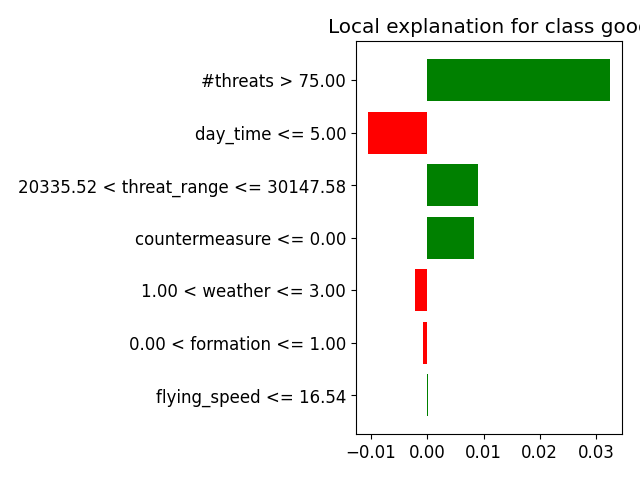 Local explanation for class good
#threats > 75.00
day_time <= 5.00
20335.52 < threat_range <= 30147.58
countermeasure <= 0.00
1.00 < weather <= 3.00
0.00 < formation <= 1.00
flying_speed <= 16.54
−0.01 0.00 0.01 0.02 0.03